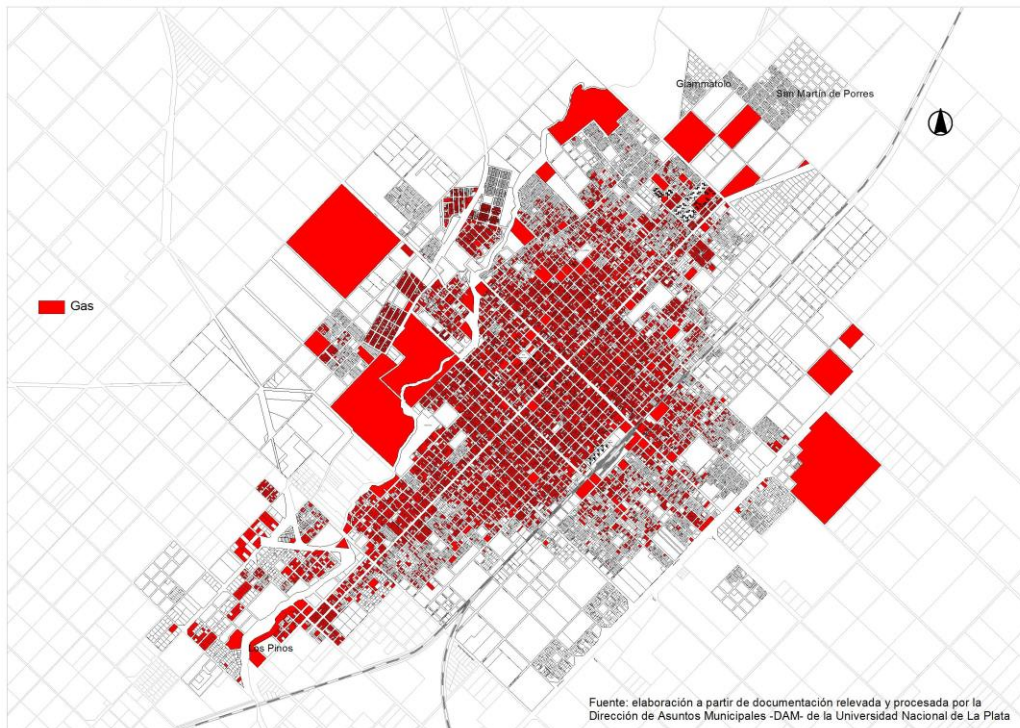 Giammatolo
San Martín de Porres
Gas
Los Pinos
Fuente: elaboración a partir de documentación relevada y procesada por la
Dirección de Asuntos Municipales -DAM- de la Universidad Nacional de La Plata